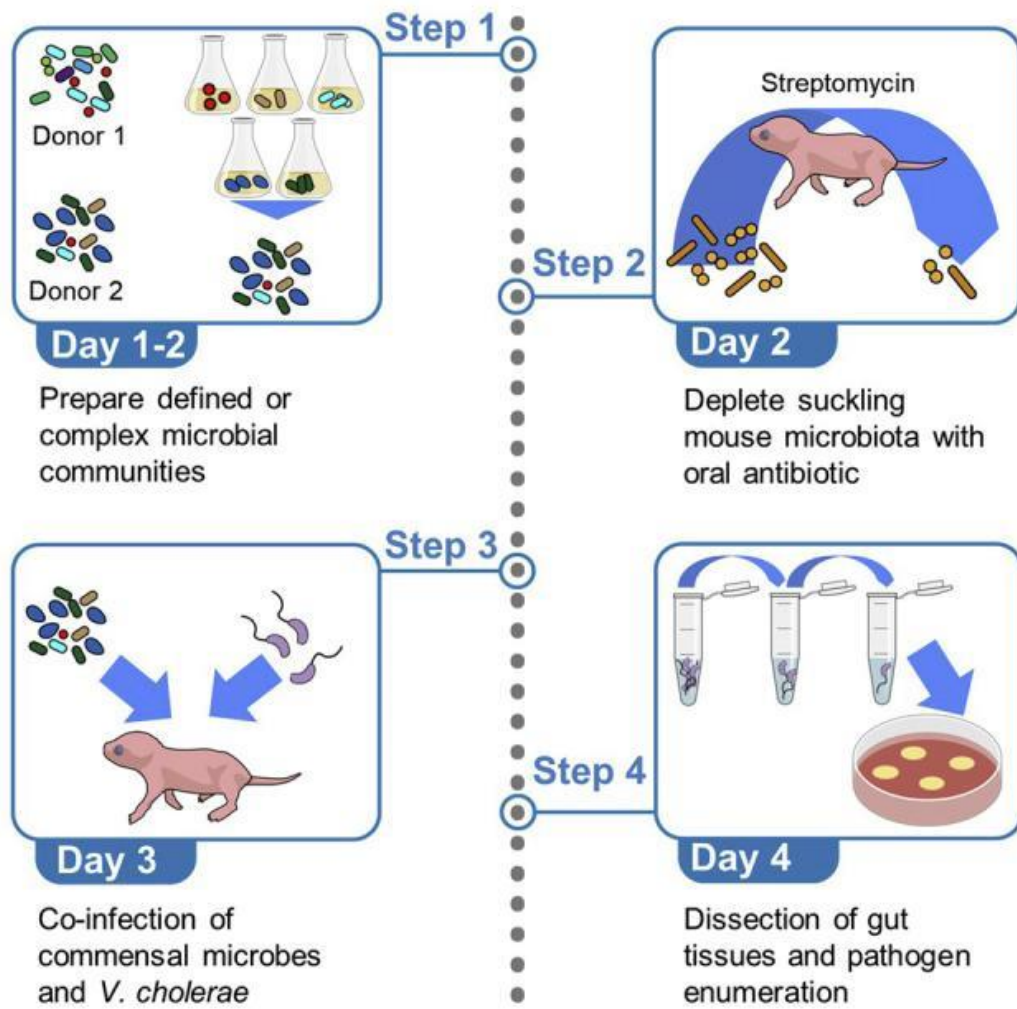 Step 1
Donor 1
Donor 2
Day 1-2
Prepare defined or
complex microbial
communities
Streptomycin
Step 2
Day 2
Deplete suckling
mouse microbiota with
oral antibiotic
Step 3
Day 3
Co-infection of
commensal microbes
and V. cholerae
Step 4
Day 4
Dissection of gut
tissues and pathogen
enumeration